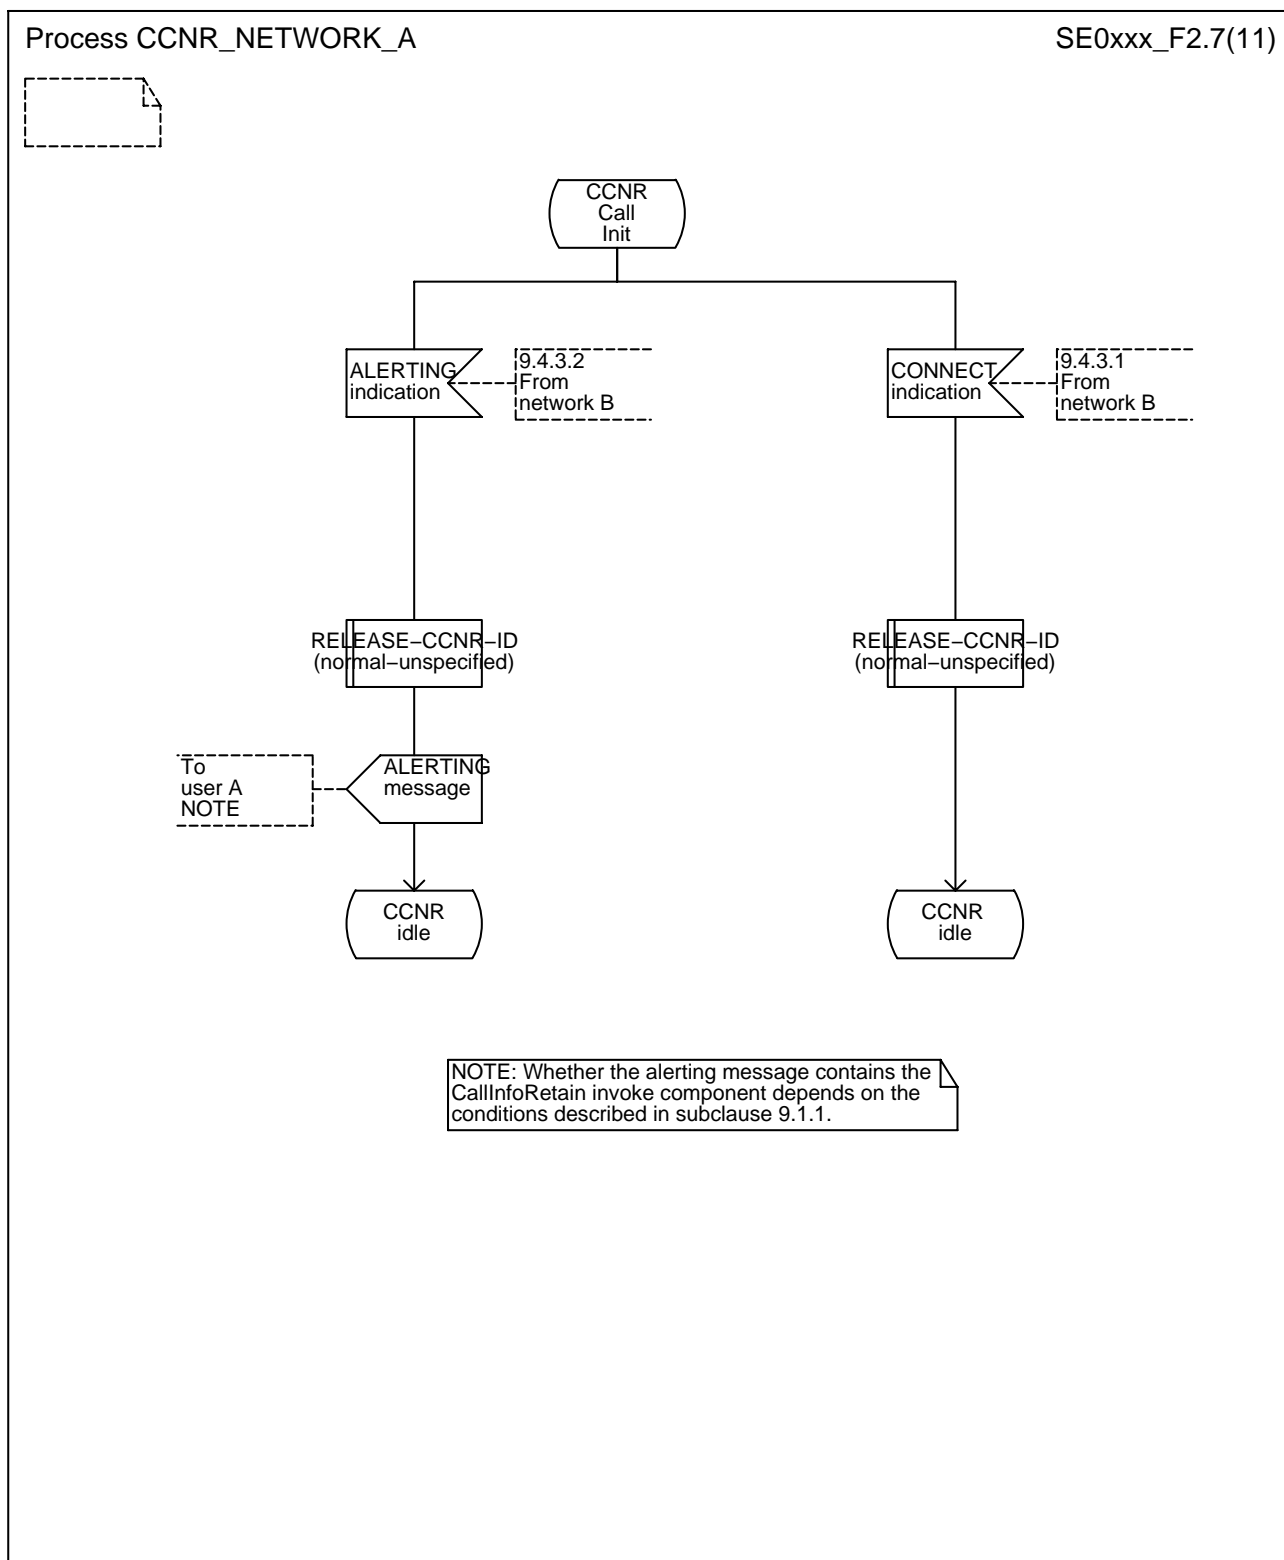 Process CCNR_NETWORK_A
SE0xxx_F2.7(11)
CCNR
Call
Init
ALERTING
indication
9.4.3.2
From
network B
CONNECT
indication
9.4.3.1
From
network B
RELEASE–CCNR–ID
(normal–unspecified)
RELEASE–CCNR–ID
(normal–unspecified)
To
user A
NOTE
ALERTING
message
CCNR
idle
CCNR
idle
NOTE: Whether the alerting message contains the
CallInfoRetain invoke component depends on the
conditions described in subclause 9.1.1.